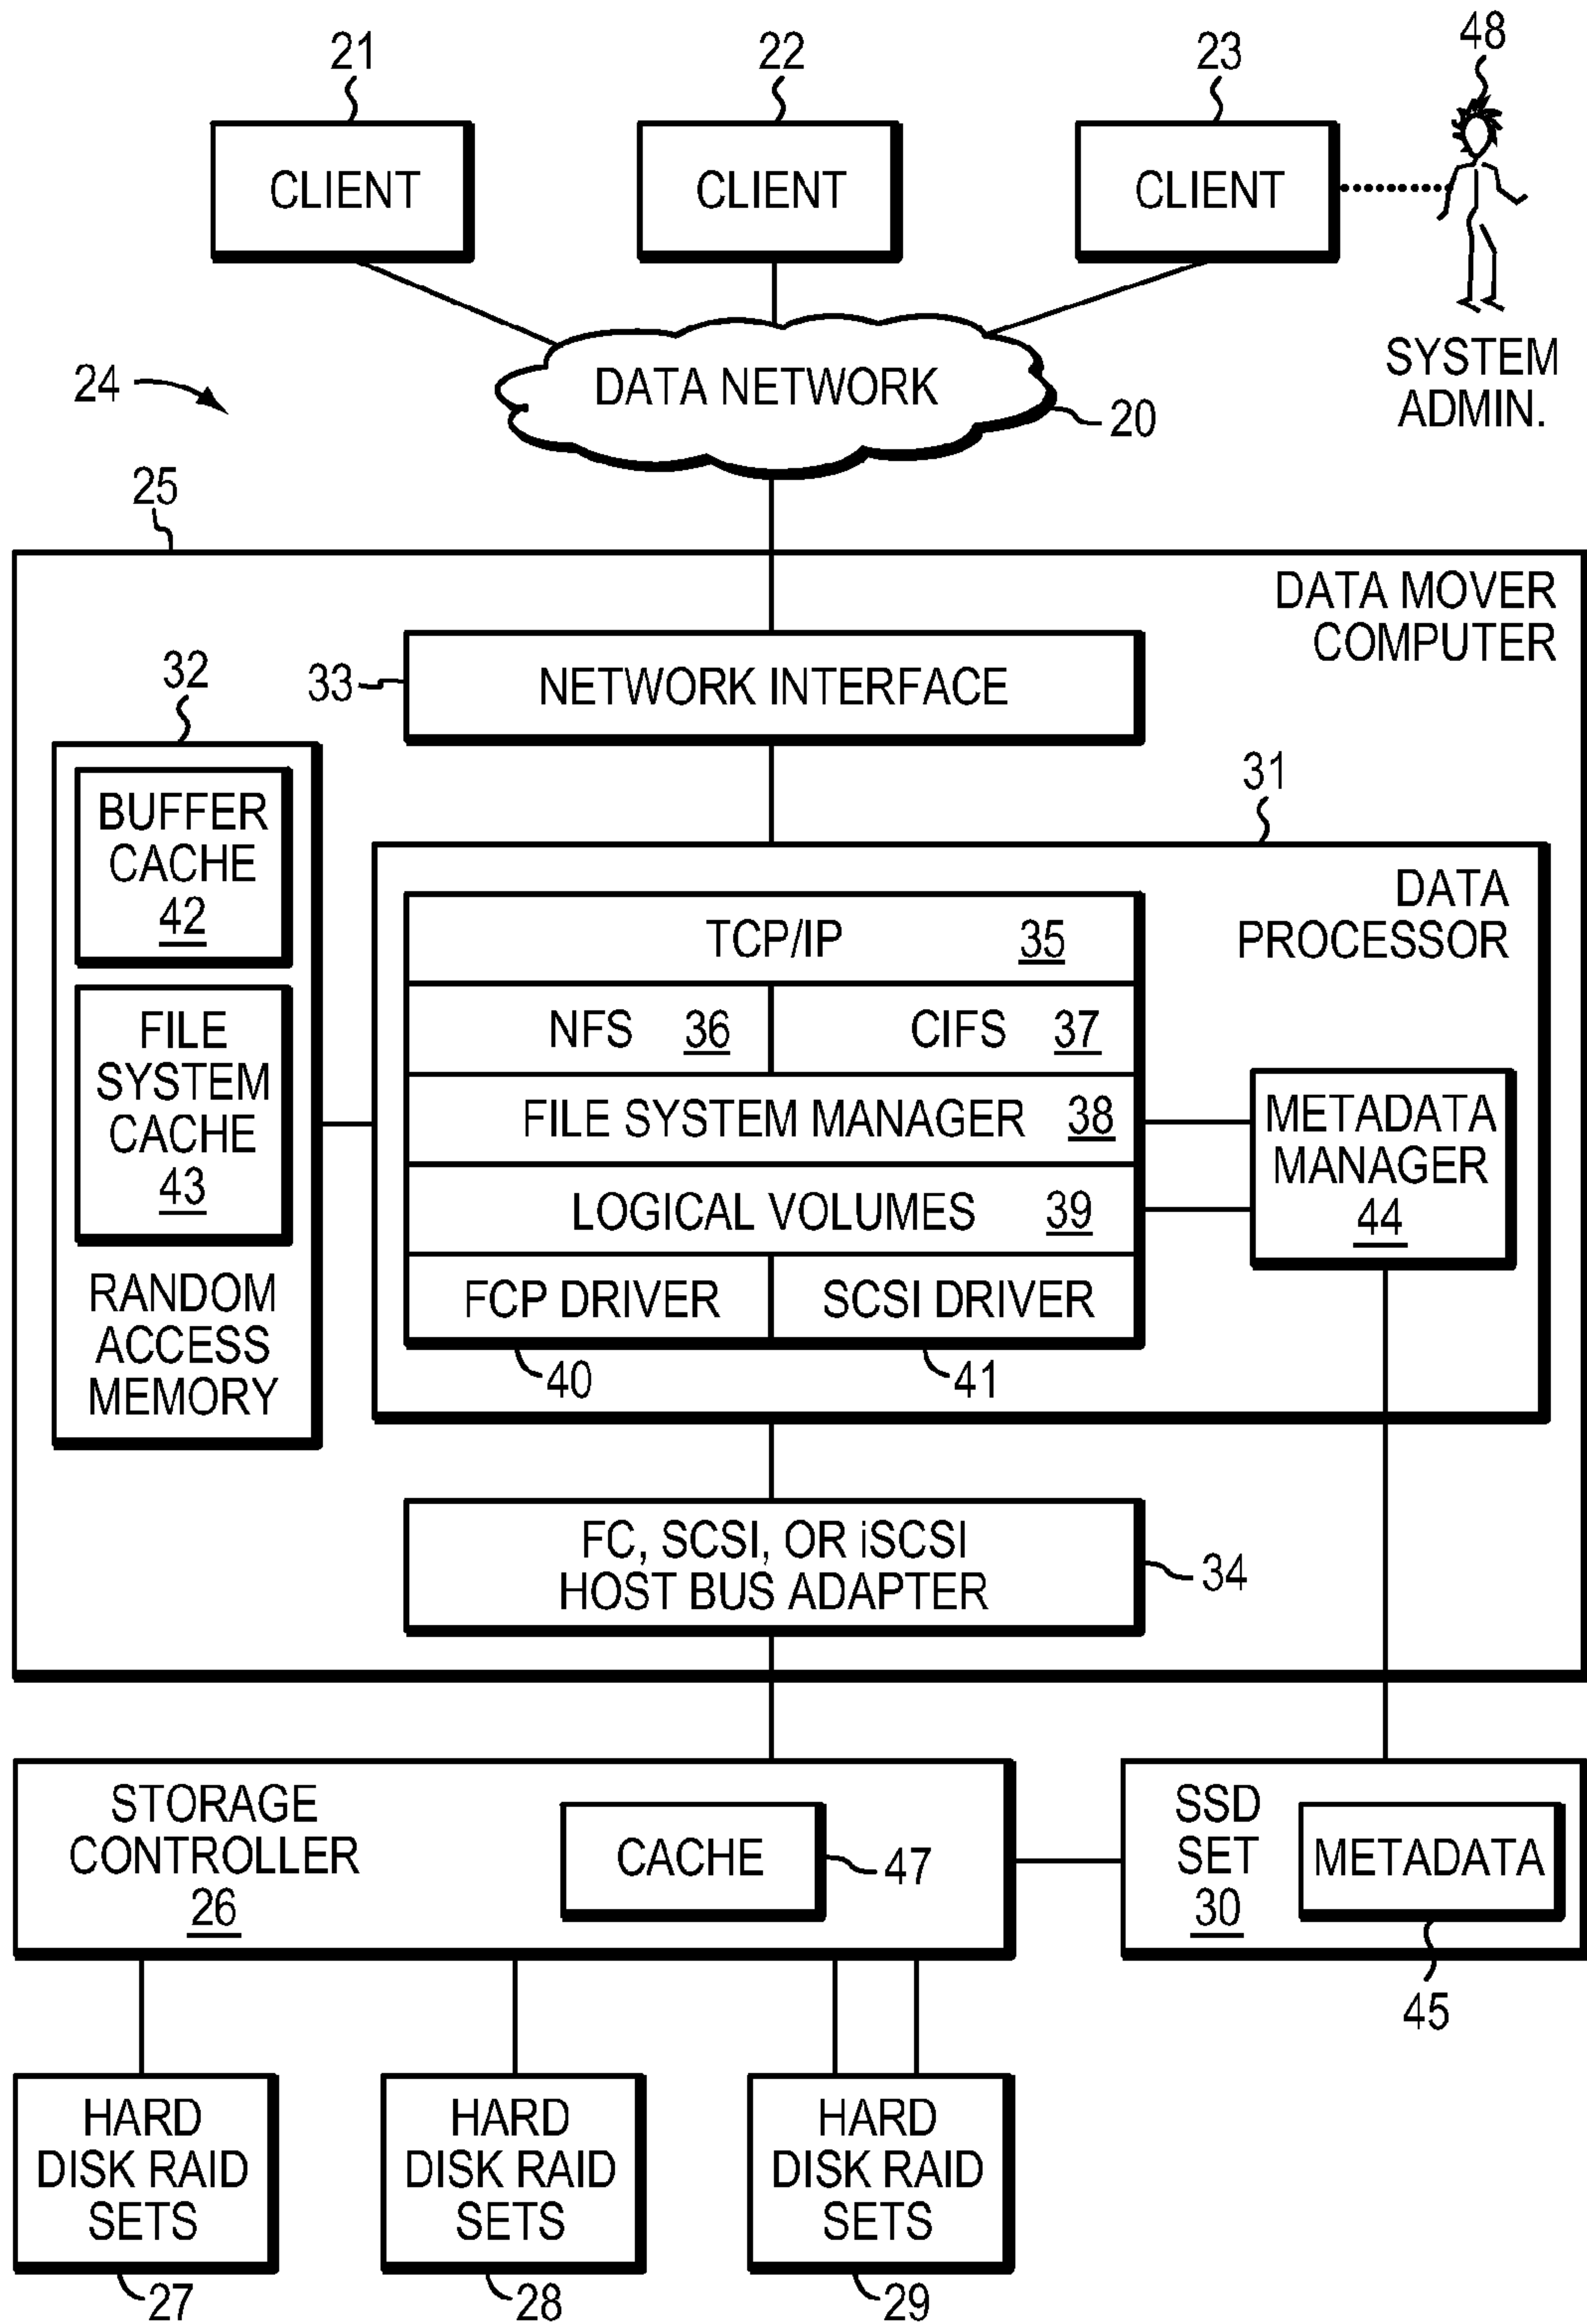 21
22
23
48
CLIENT
CLIENT
CLIENT
SYSTEM
ADMIN.
24
DATA NETWORK
20
25
DATA MOVER
COMPUTER
33
NETWORK INTERFACE
32
BUFFER
CACHE
42
FILE
SYSTEM
CACHE
43
RANDOM
ACCESS
MEMORY
31
DATA
PROCESSOR
TCP/IP 35
NFS 36
CIFS 37
FILE SYSTEM MANAGER 38
LOGICAL VOLUMES 39
FCP DRIVER
SCSI DRIVER
40
41
METADATA
MANAGER
44
FC, SCSI, OR iSCSI
HOST BUS ADAPTER
34
STORAGE
CONTROLLER
26
CACHE
47
SSD
SET
30
METADATA
45
HARD
DISK RAID
SETS
27
HARD
DISK RAID
SETS
28
HARD
DISK RAID
SETS
29